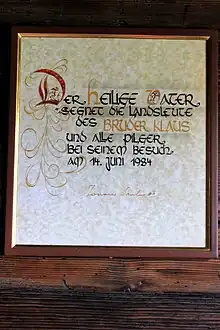 Der Heilige Vater
segnet die Landsleute
des Bruder Klaus
und alle Pilger
bei seinem Besuch
am 14. Juni 1984